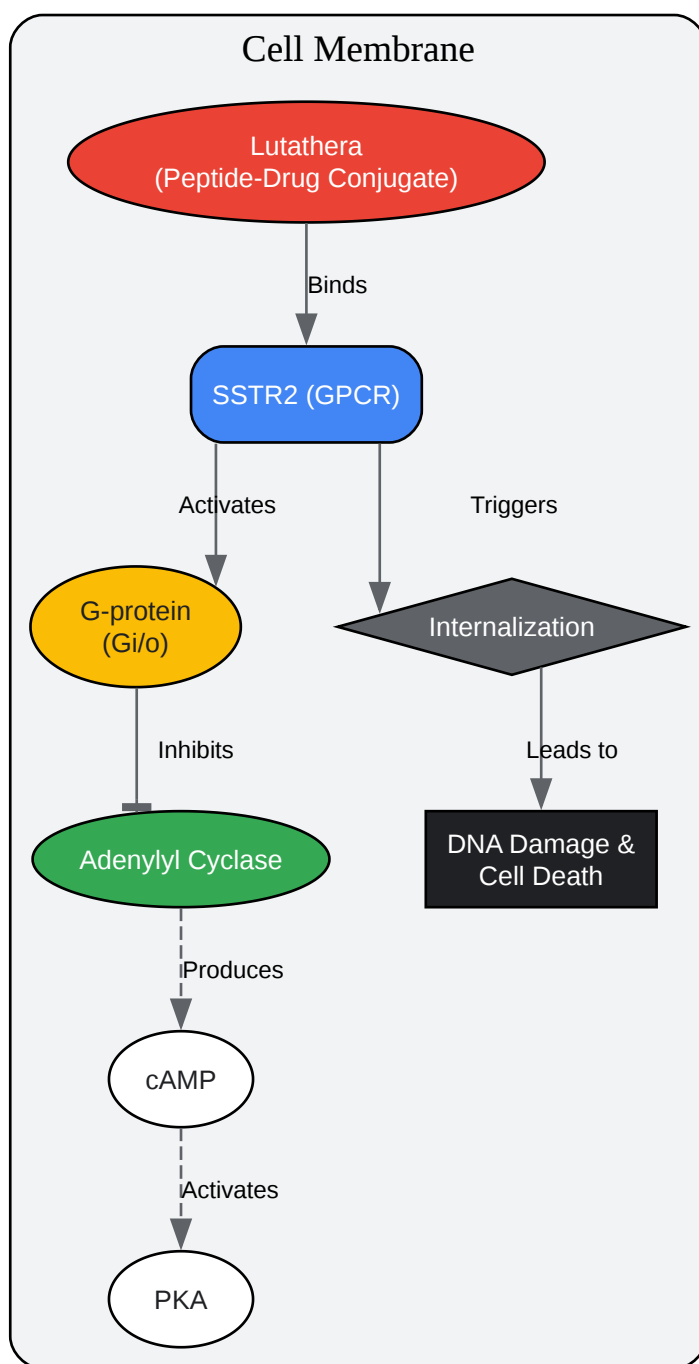 Cell Membrane
Lutathera
(Peptide-Drug Conjugate)
Binds
SSTR2 (GPCR)
Activates
Triggers
G-protein
(Gi/o)
Internalization
Inhibits
Leads to
Adenylyl Cyclase
DNA Damage &
Cell Death
Produces
cAMP
Activates
PKA